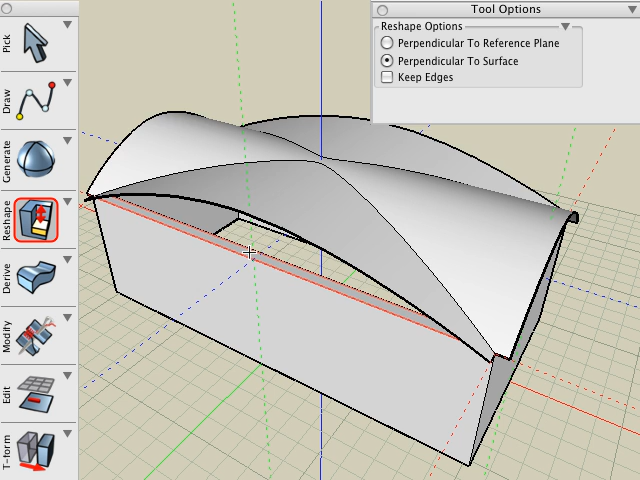 Tool Options
Reshape Options
Perpendicular To Reference Plane
Perpendicular To Surface
Keep Edges
Pick
Draw
Generate
Reshape
Derive
Modify
Edit
T-form